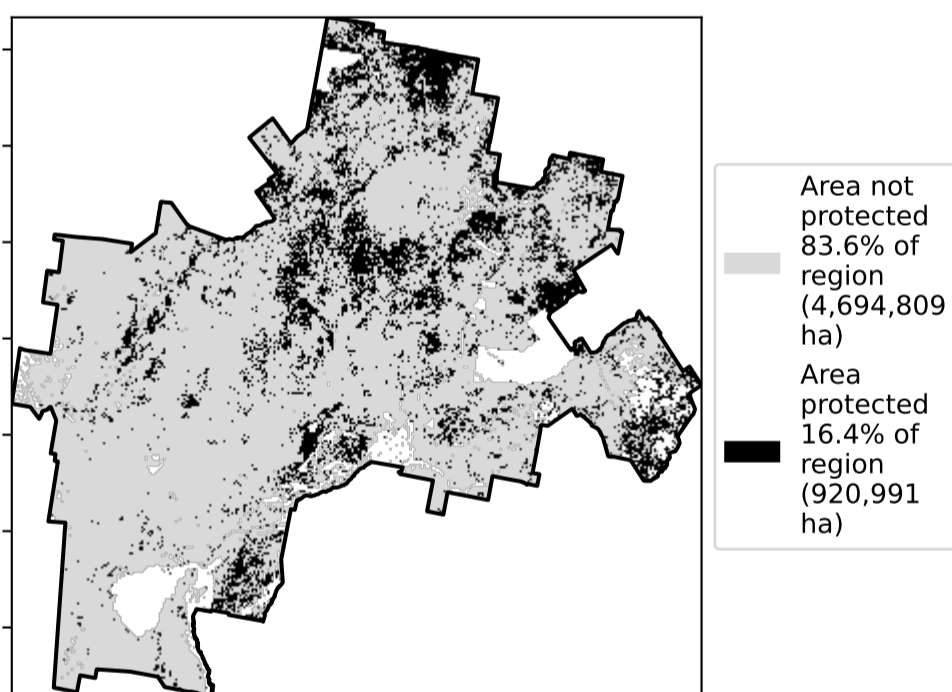 Area not
protected
83.6% of
region
(4,694,809
ha)
Area
protected
16.4% of
region
(920,991
ha)